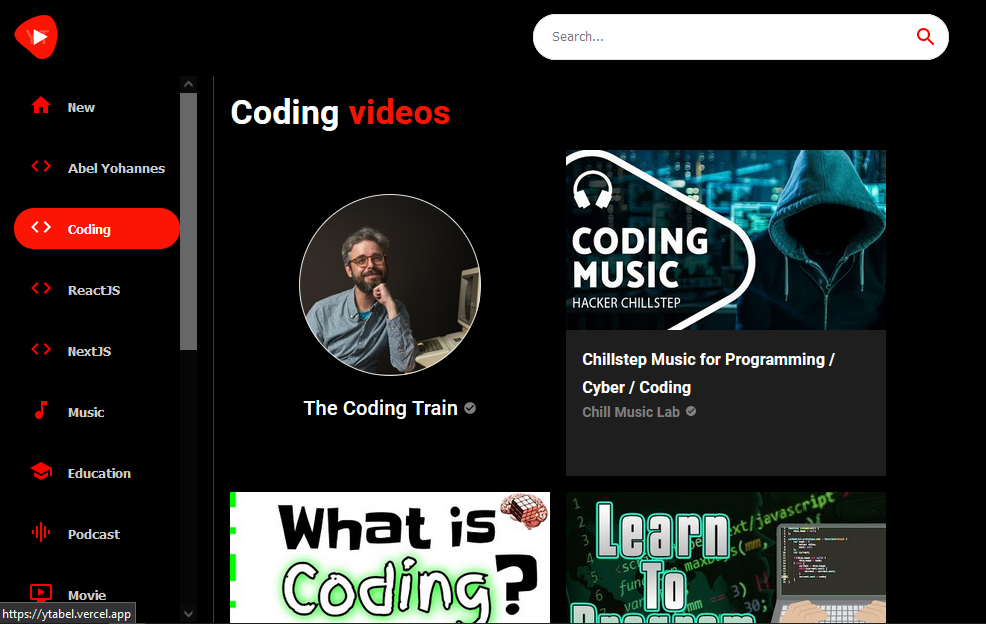 Search...
New
Abel Yohannes
Coding
ReactJS
NextJS
Music
Education
Podcast
Movie
https://ytabel.vercel.app
Coding videos
The Coding Train
CODING
MUSIC
HACKER CHILLSTEP
Chillstep Music for Programming /
Cyber / Coding
Chill Music Lab
What is
Coding?
Learn
To
Program